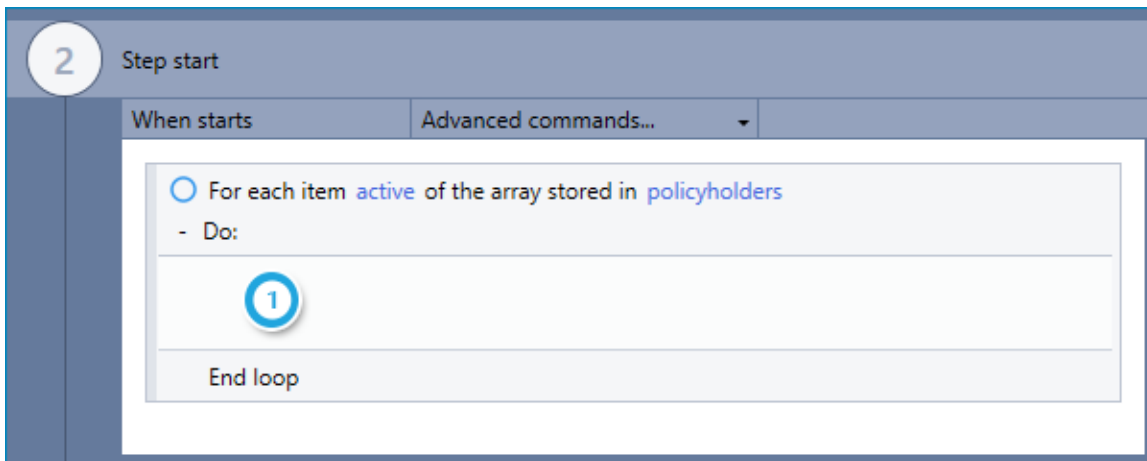 2 Step start
When starts Advanced commands...
For each item active of the array stored in policyholders
- Do:
1
End loop